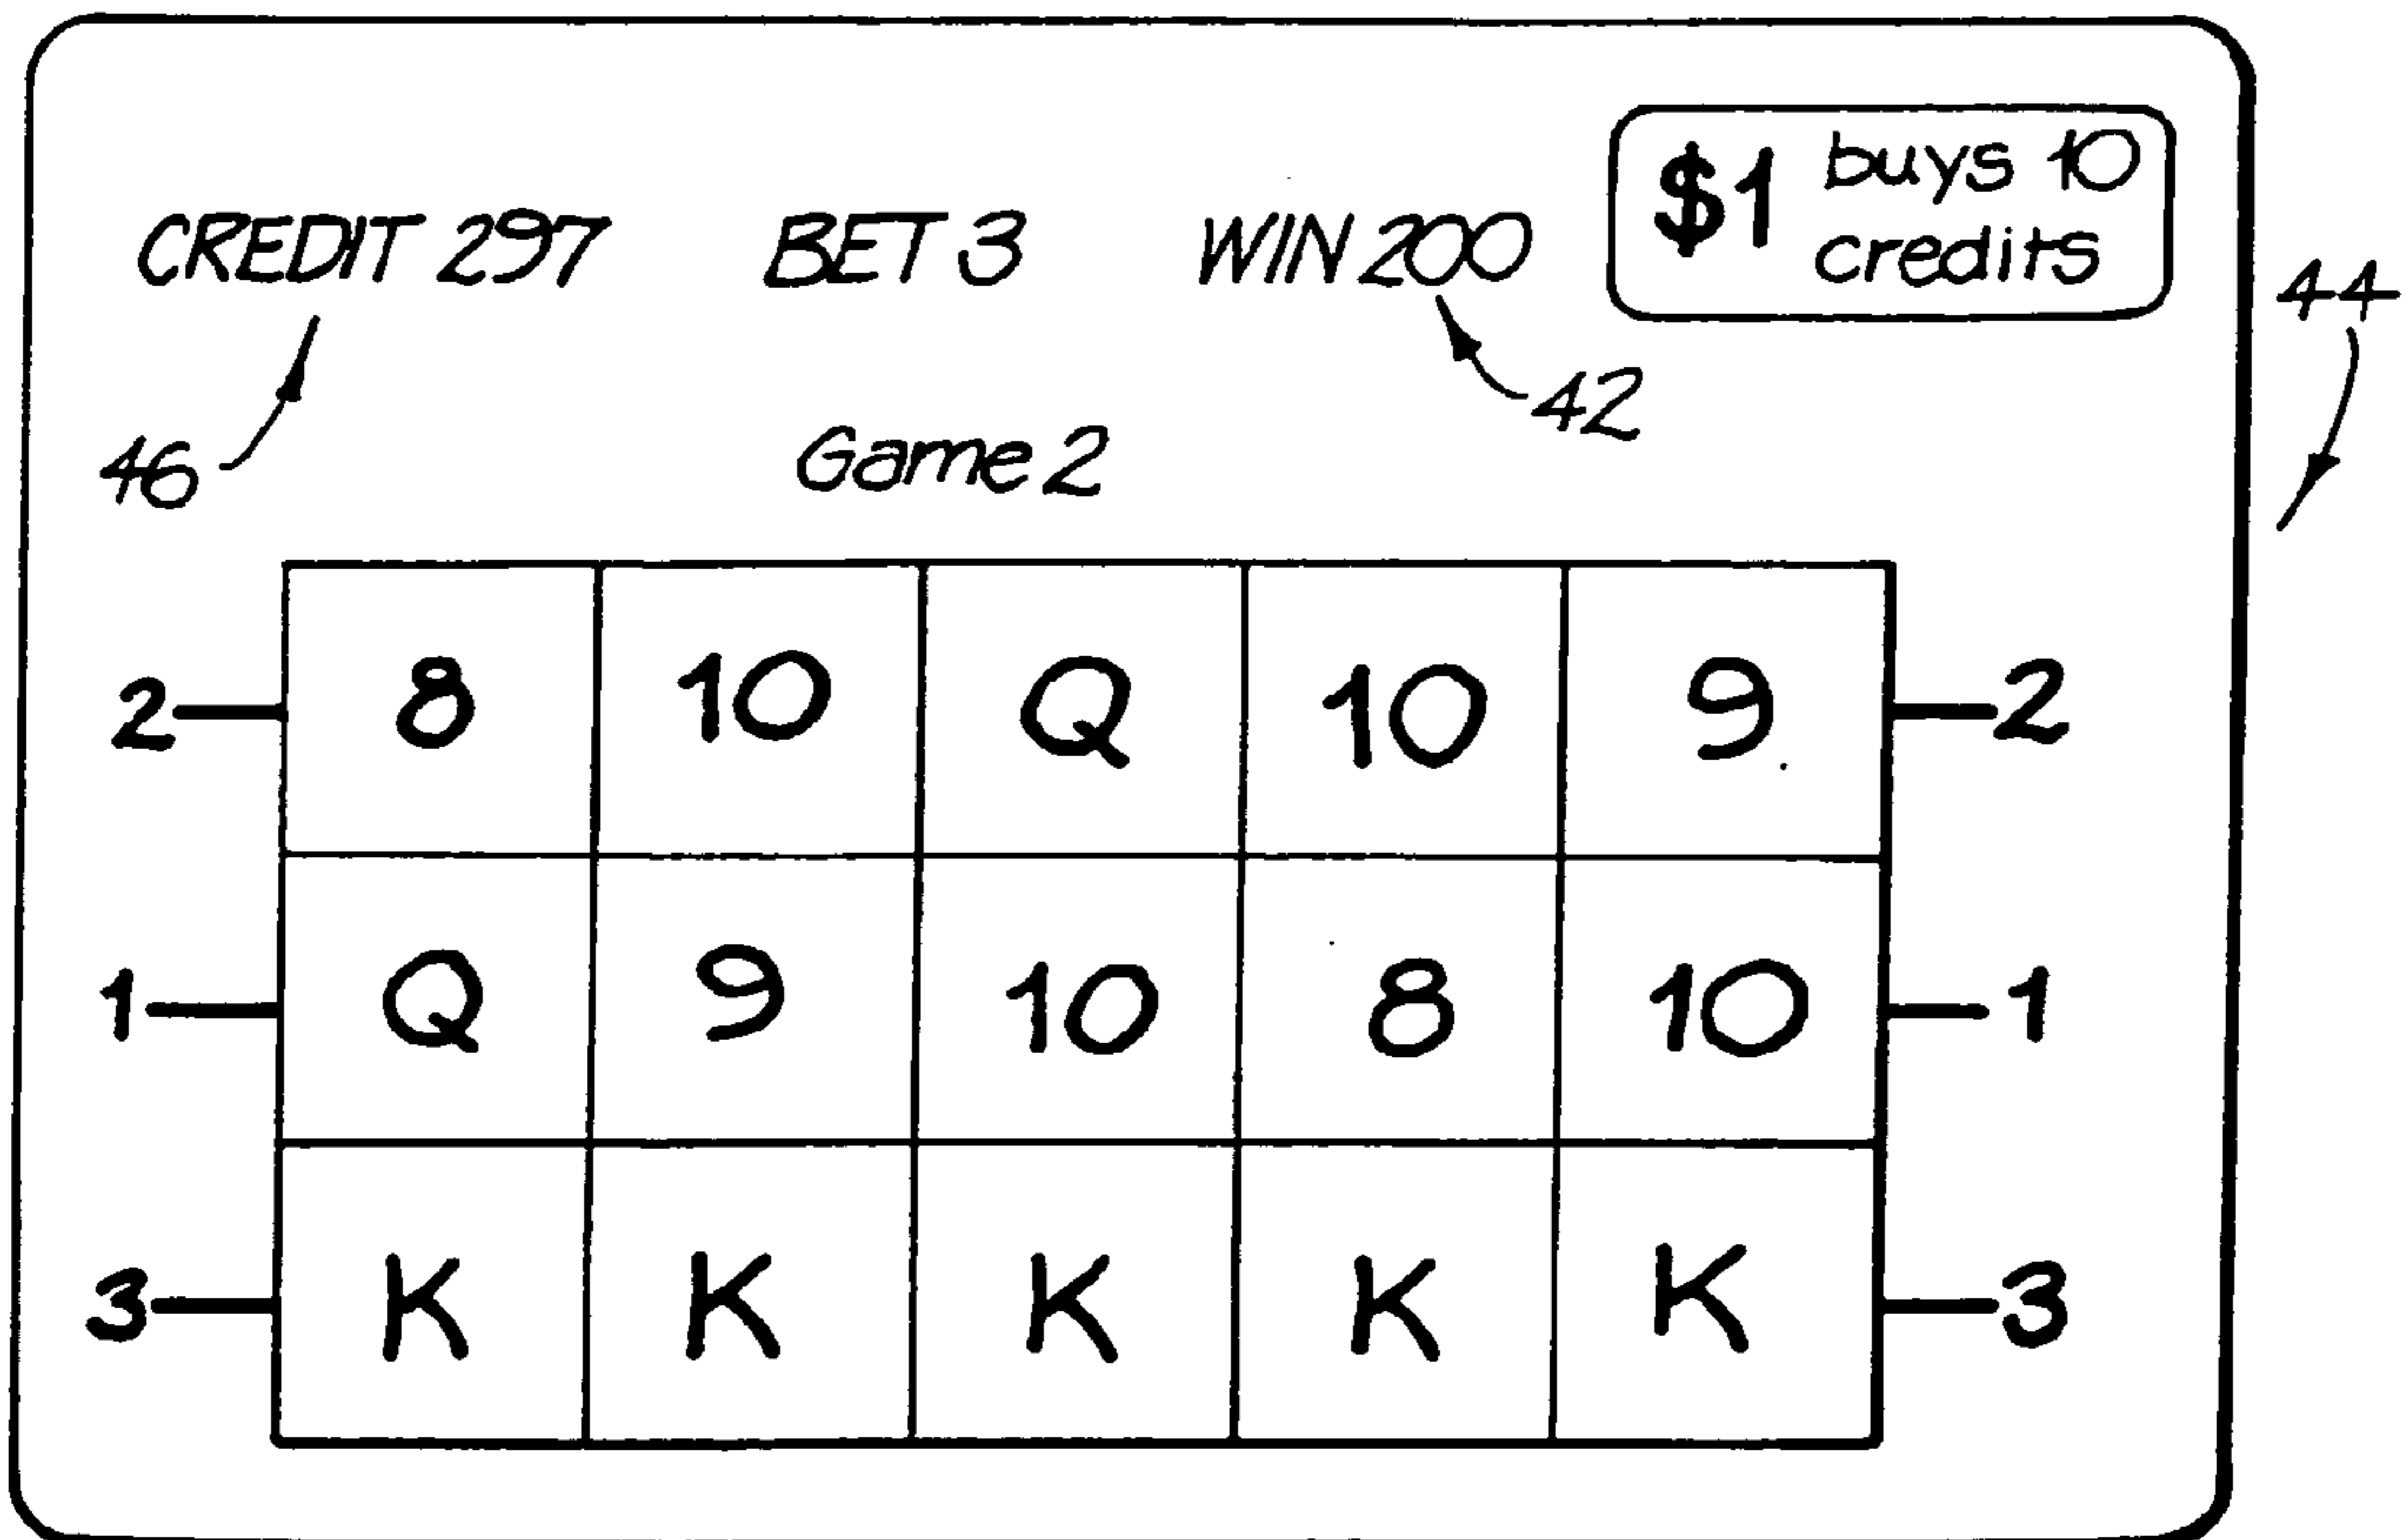 $1 buys 10
credits
CREDIT 297 BET 3 WIN 200
44
42
46
Game 2
2 8 10 Q 10 9 2
1 Q 9 10 8 10 1
3 K K K K K 3